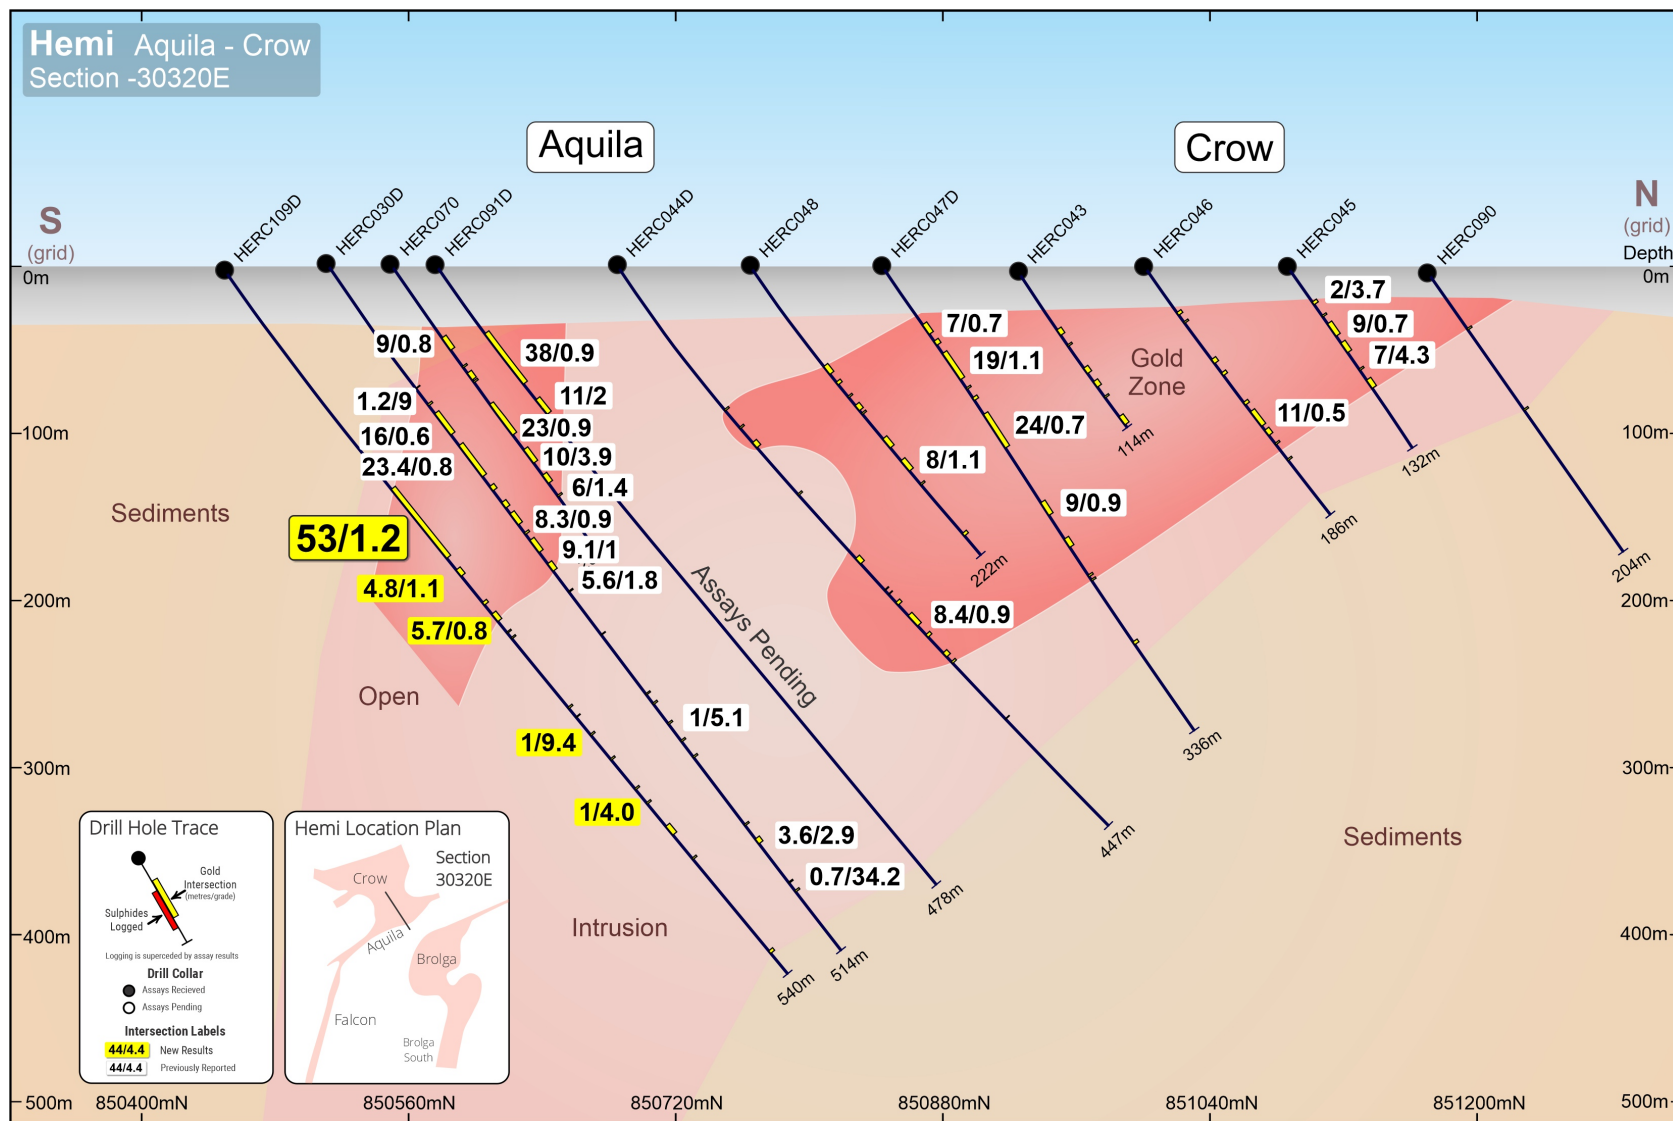 Hemi Aquila - Crow
Section -30320E
Aquila
Crow
S
(grid)
N
(grid)
Depth
0m
0m
HERC109D
HERC030D
HERC070
HERC091D
HERC044D
HERC048
HERC047D
HERC043
HERC046
HERC045
HERC090
2/3.7
9/0.7
7/4.3
7/0.7
19/1.1
Gold
Zone
9/0.8
38/0.9
11/2
1.2/9
23/0.9
24/0.7
11/0.5
16/0.6
23.4/0.8
10/3.9
8/1.1
6/1.4
9/0.9
8.3/0.9
53/1.2
9.1/1
5.6/1.8
4.8/1.1
5.7/0.8
8.4/0.9
100m
100m
200m
200m
300m
300m
400m
400m
500m
500m
114m
132m
186m
204m
222m
336m
447m
478m
514m
540m
Sediments
Assays Pending
Open
1/5.1
1/9.4
1/4.0
3.6/2.9
0.7/34.2
Sediments
Intrusion
Drill Hole Trace
Gold
Intersection
(metres/grade)
Sulphides
Logged
Logging is superceded by assay results
Drill Collar
Assays Recieved
Assays Pending
Intersection Labels
44/4.4 New Results
44/4.4 Previously Reported
Hemi Location Plan
Section
30320E
Crow
Aquila
Brolga
Falcon
Brolga
South
850400mN
850560mN
850720mN
850880mN
851040mN
851200mN